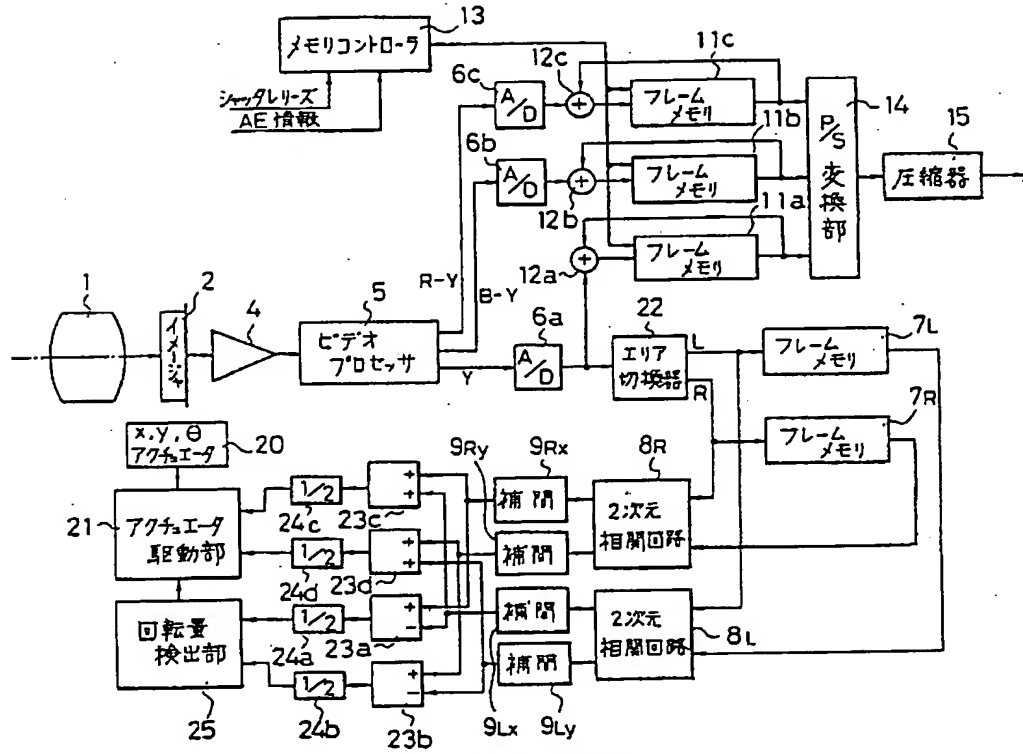 13
メモリコントローラ
シャッタレリーズ
AE情報
6c
A/D
12c
11c
フレームメモリ
14
P/S変換部
15
圧縮器
6b
A/D
12b
11b
フレームメモリ
11a
フレームメモリ
12a
R-Y
B-Y
1
2
イメージャ
4
5
ビデオプロセッサ
Y
6a
A/D
22
エリア切換器
L
R
7L
フレームメモリ
7R
フレームメモリ
x, y, θ
アクチュエータ
20
21
アクチュエータ駆動部
1/2
24c
23c
+
+
9Ry
9Rx
補間
8R
2次元相関回路
1/2
24d
23d
+
+
補間
回転量検出部
25
1/2
24a
23a
+
-
補間
9Lx
2次元相関回路
8L
1/2
24b
23b
+
-
補間
9Ly